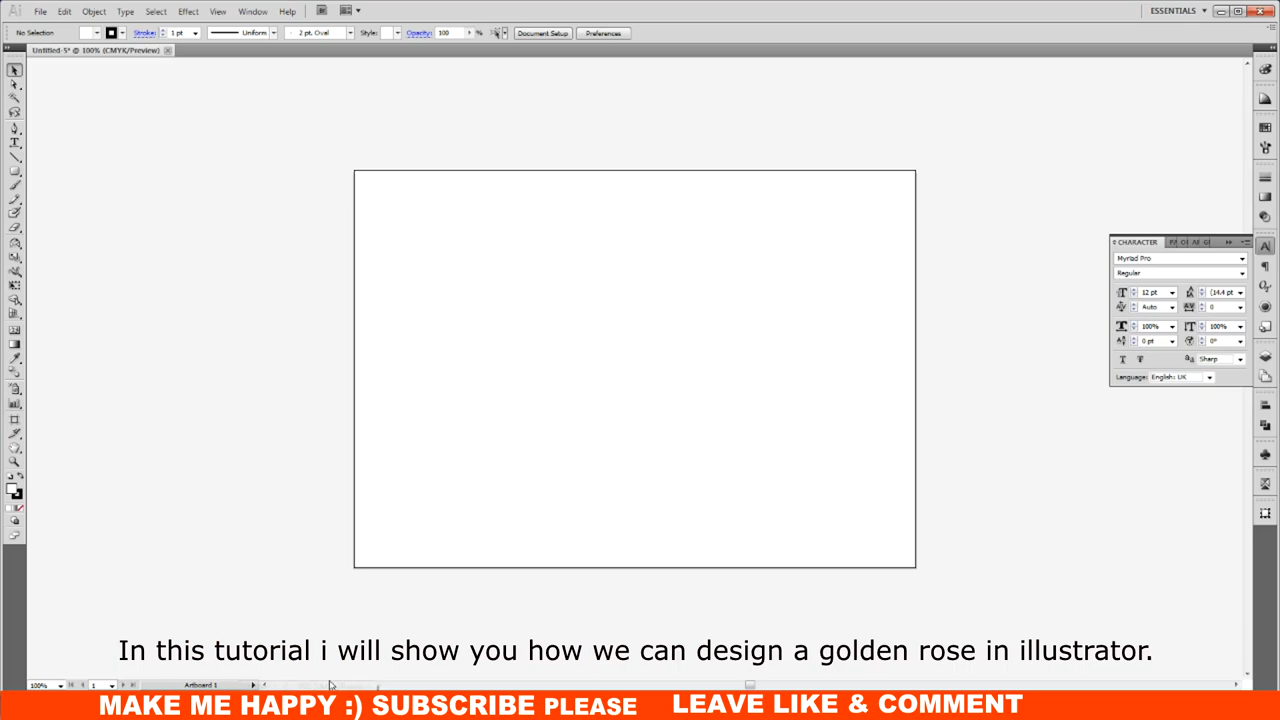 Ai File Edit Object Type Select Effect View Window Help ESSENTIALS
No Selection Stroke: 1 pt Uniform 2 pt. Oval Style: Opacity: 100 % Document Setup Preferences
Untitled-5* @ 100% (CMYK/Preview)
CHARACTER
Myriad Pro
Regular
12 pt (14.4 pt
Auto 0
100% 100%
0 pt 0°
Sharp
Language: English: UK
In this tutorial i will show you how we can design a golden rose in illustrator.
100% 1 Artboard 1
MAKE ME HAPPY :) SUBSCRIBE PLEASE LEAVE LIKE & COMMENT